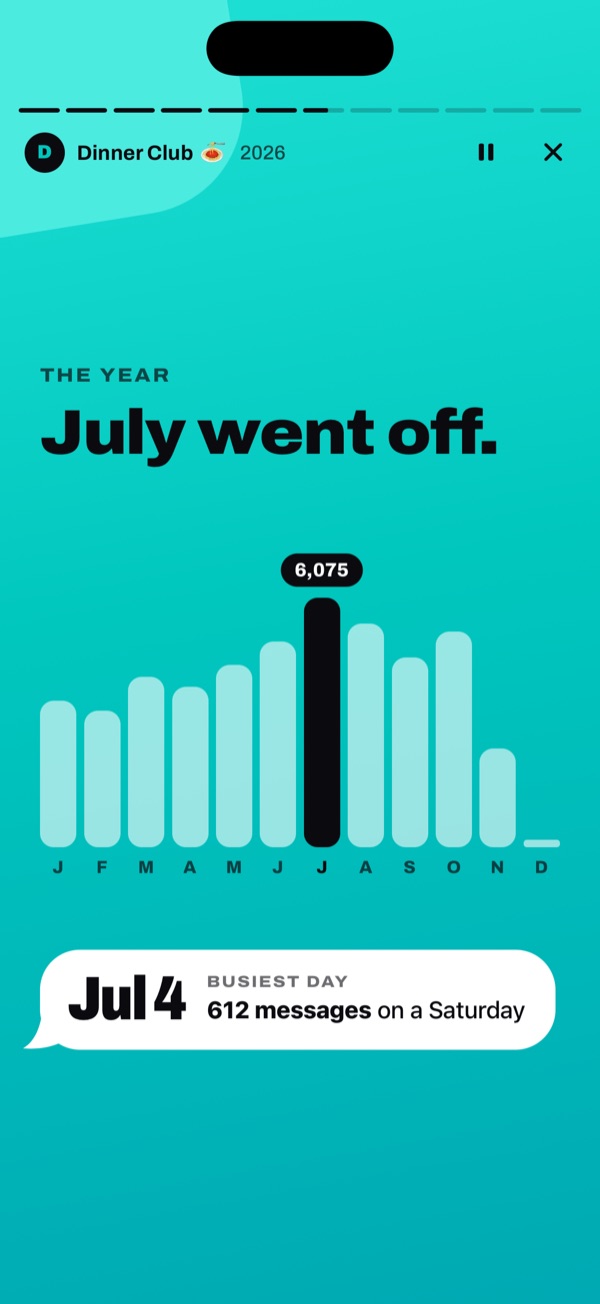 D Dinner Club 🍝 2026
THE YEAR
July went off.
6,075
J F M A M J J A S O N D
Jul 4
BUSIEST DAY
612 messages on a Saturday